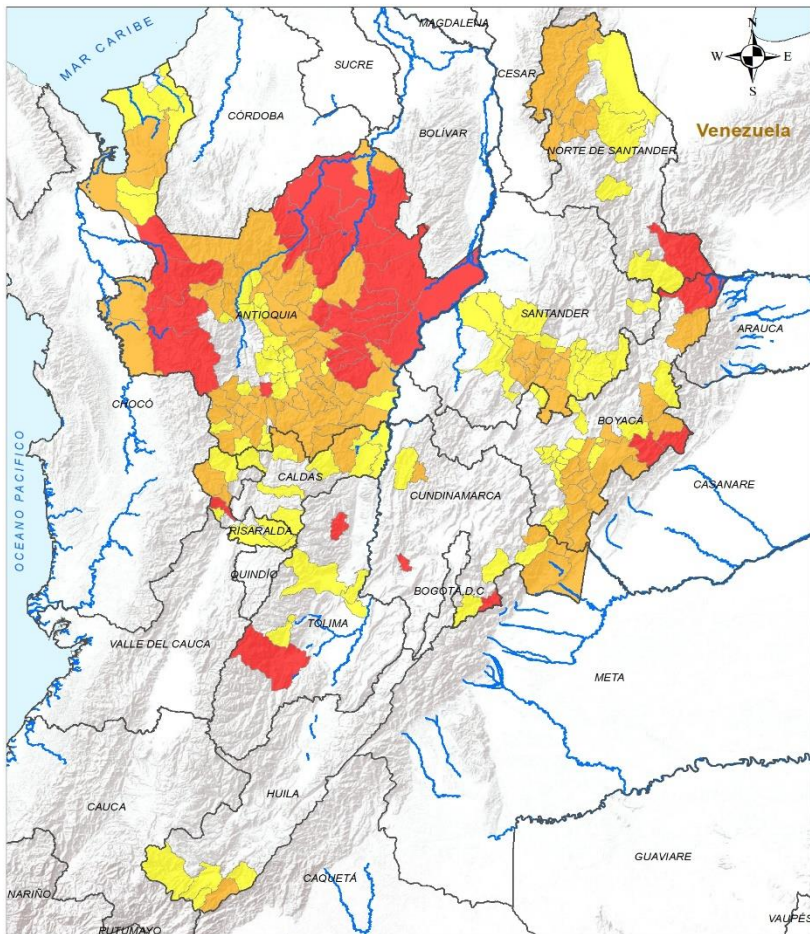 MAGDALENA
N
W E
S
MAR CARIBE
SUCRE
CESAR
CÓRDOBA
BOLÍVAR
Venezuela
NORTE DE SANTANDER
ANTIOQUIA
SANTANDER
ARAUCA
CHOCÓ
BOYACÁ
OCEANO PACIFICO
CALDAS
CUNDINAMARCA
CASANARE
RISARALDA
QUINDÍO
BOGOTÁ,D,C
TOLIMA
VALLE DEL CAUCA
META
HUILA
CAUCA
GUAVIARE
CAQUETÁ
NARIÑO
PUTUMAYO
VAUPÉS